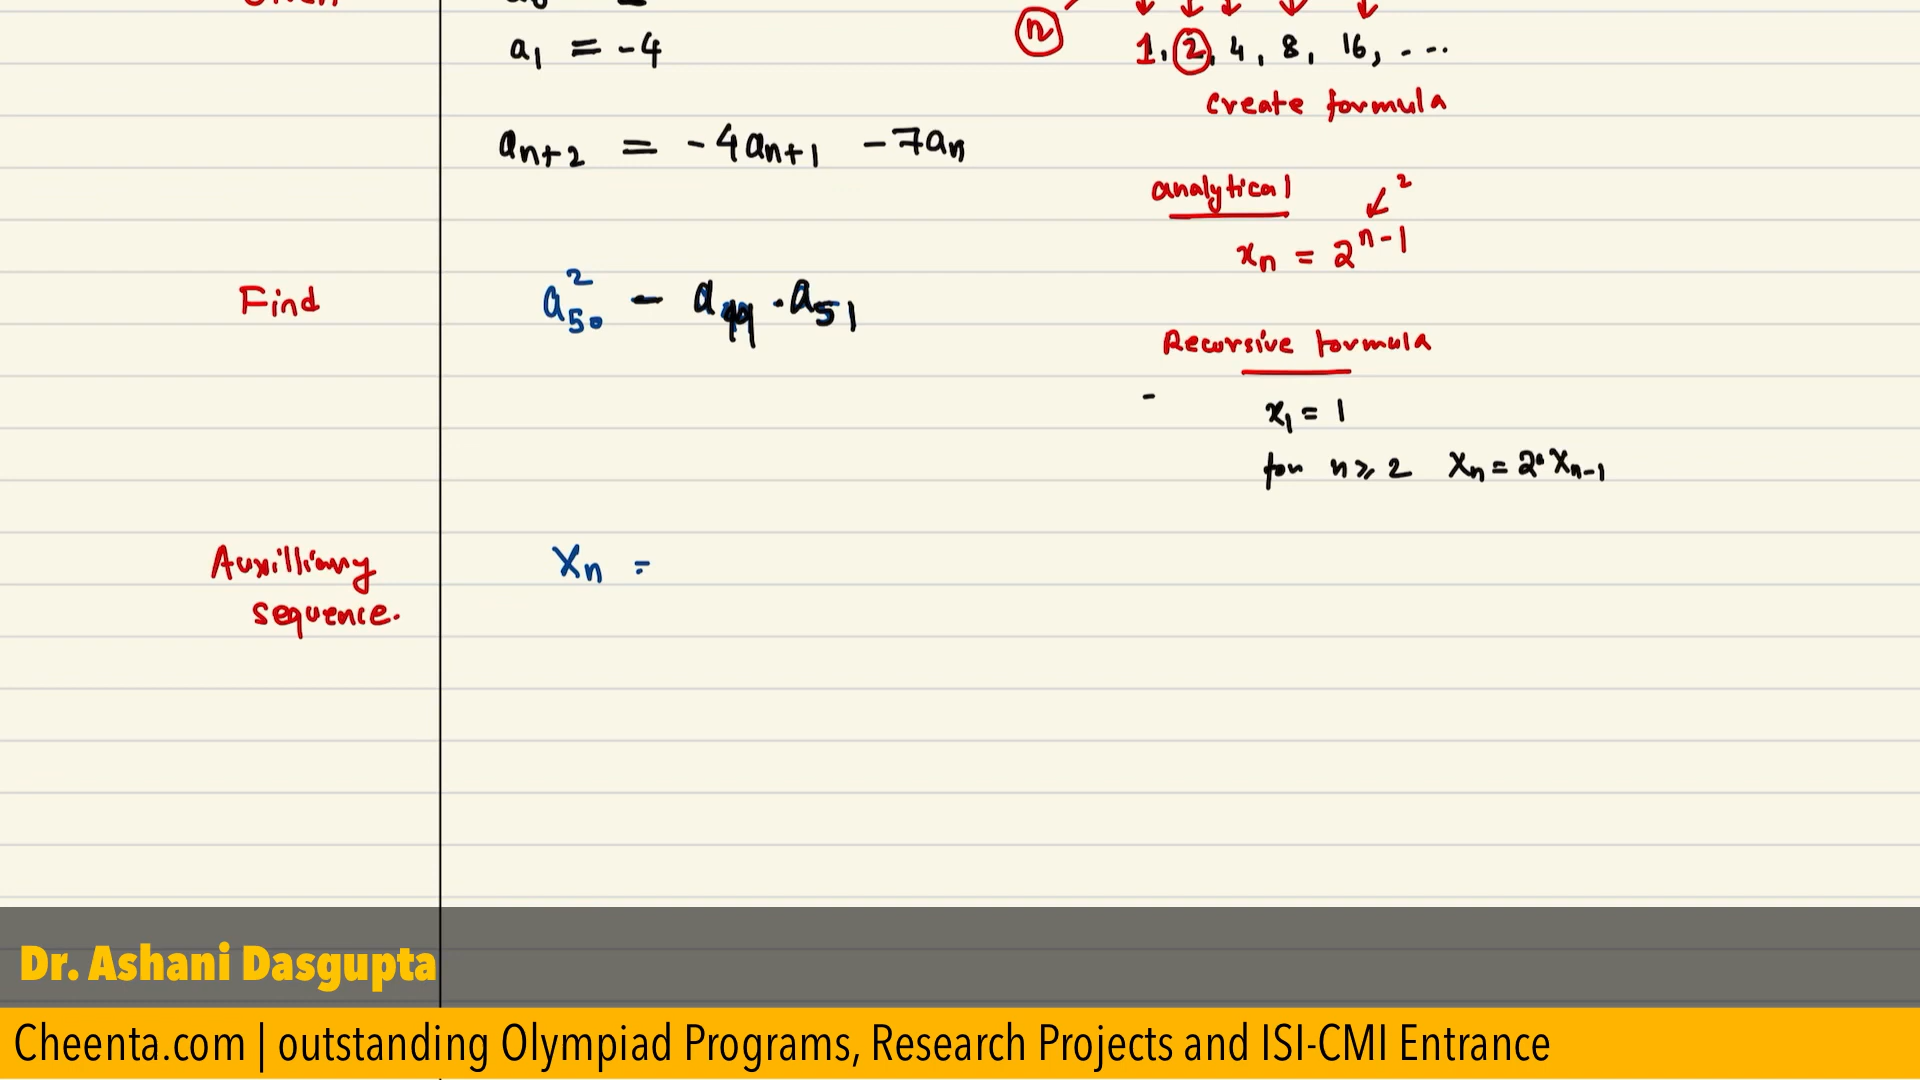 a₁ = -4
aₙ₊₂ = -4aₙ₊₁ - 7aₙ
Find a₅₀² - a₄₉ · a₅₁
Auxilliary
sequence.
xₙ =
n
1, 2, 4, 8, 16, ...
create formula
analytical
2
xₙ = 2ⁿ⁻¹
Recursive formula
x₁ = 1
for n ≥ 2 xₙ = 2·xₙ₋₁
Dr. Ashani Dasgupta
Cheenta.com | outstanding Olympiad Programs, Research Projects and ISI-CMI Entrance